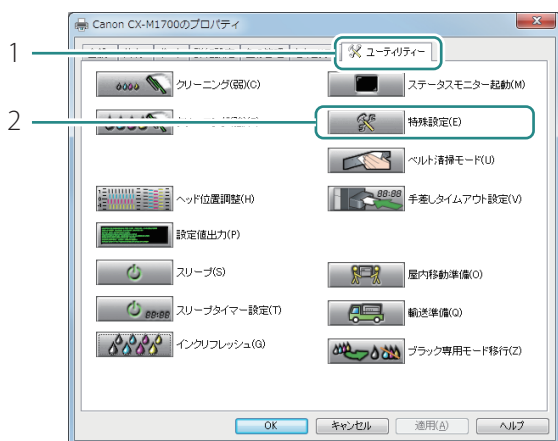 Canon CX-M1700のプロパティ
1
ユーティリティー
クリーニング(弱)(C)
ステータスモニター起動(M)
2
特殊設定(E)
ベルト清掃モード(U)
ヘッド位置調整(H)
88:88
手差しタイムアウト設定(V)
設定値出力(P)
スリープ(S)
屋内移動準備(O)
88:88
スリープタイマー設定(T)
輸送準備(Q)
インクリフレッシュ(G)
ブラック専用モード移行(Z)
OK
キャンセル
適用(A)
ヘルプ